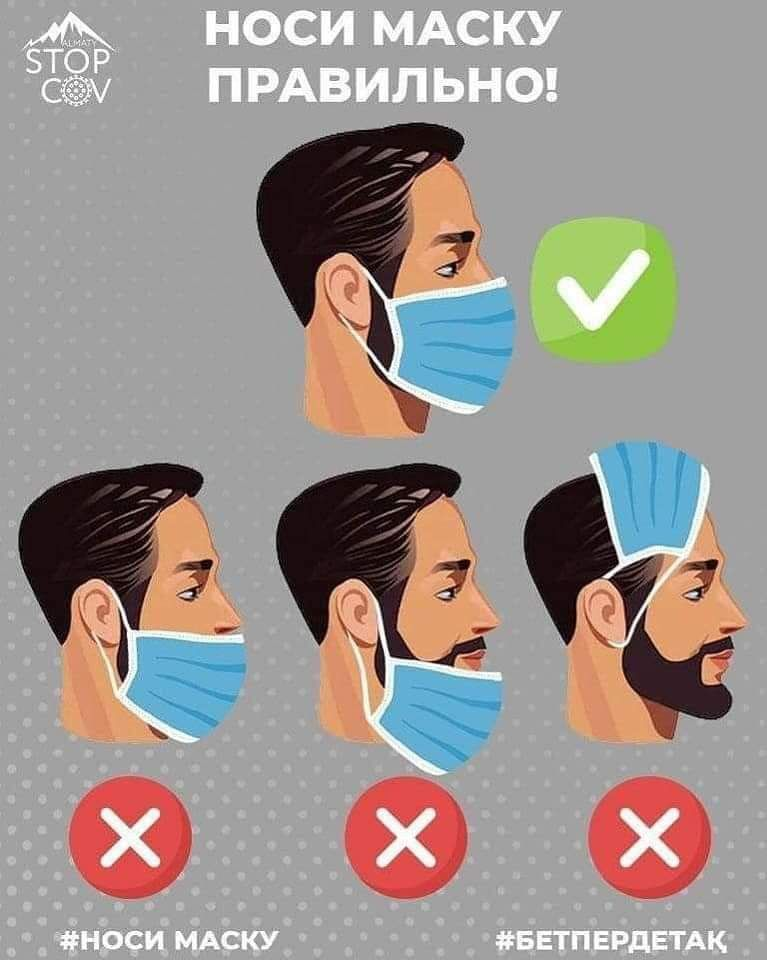 ALMATY
STOP
COV
НОСИ МАСКУ
ПРАВИЛЬНО!
#НОСИ МАСКУ
#БЕТПЕРДЕТАҚ